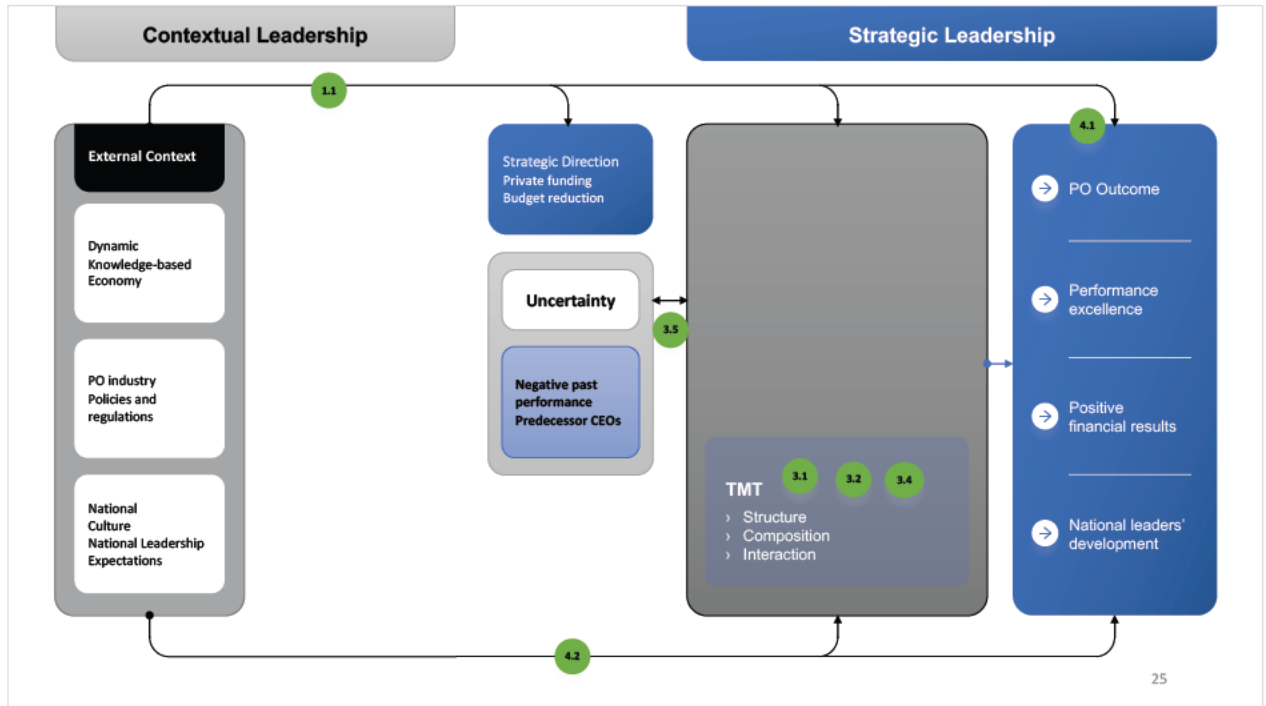 Contextual Leadership
Strategic Leadership
1.1
External Context
Dynamic
Knowledge-based
Economy
PO industry
Policies and
regulations
National
Culture
National Leadership
Expectations
Strategic Direction
Private funding
Budget reduction
Uncertainty
Negative past
performance
Predecessor CEOs
3.5
TMT
3.1
3.2
3.4
› Structure
› Composition
› Interaction
4.1
PO Outcome
Performance
excellence
Positive
financial results
National leaders’
development
4.2
25